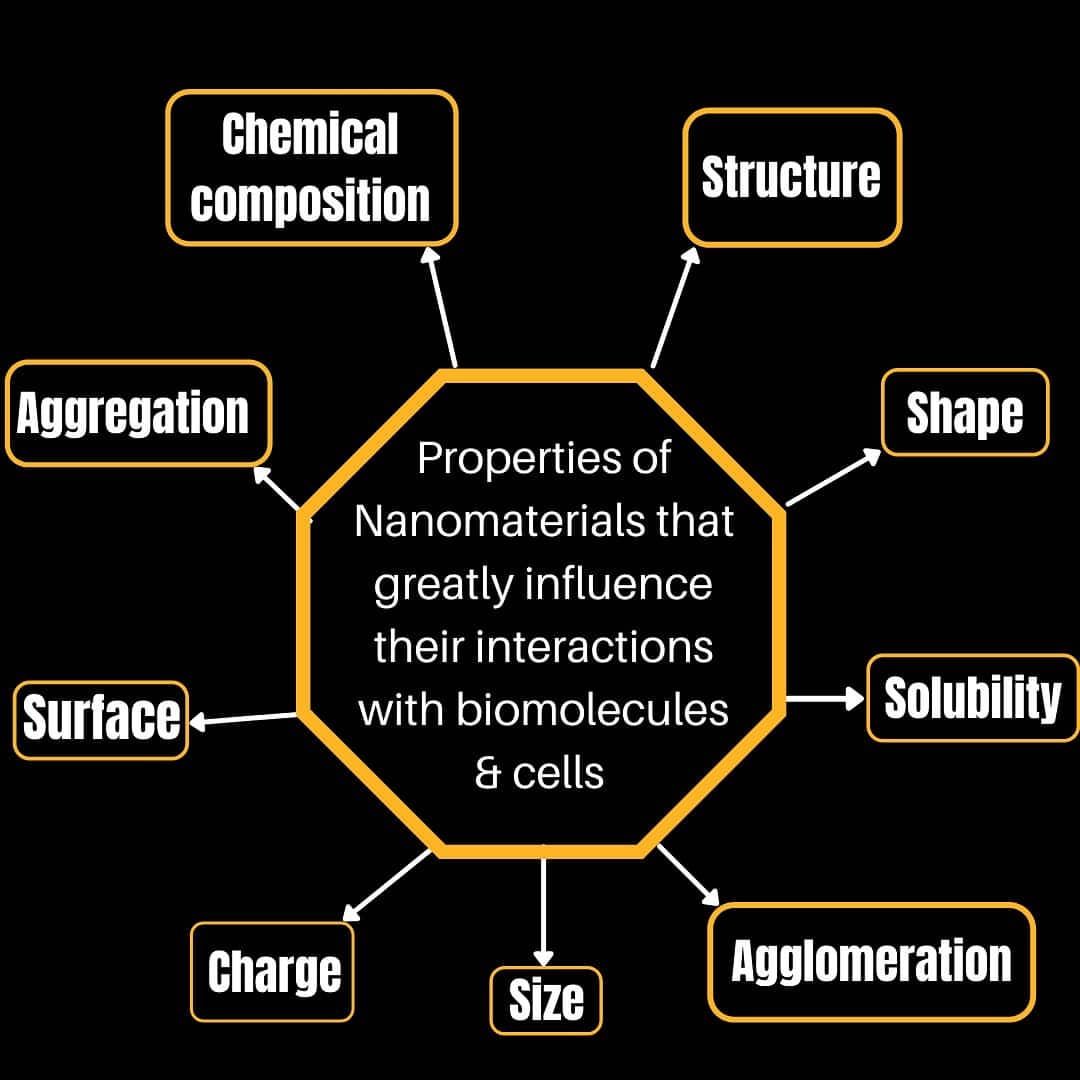 Chemical
composition
Structure
Aggregation
Shape
Properties of
Nanomaterials that
greatly influence
their interactions
with biomolecules
& cells
Surface
Solubility
Charge
Size
Agglomeration